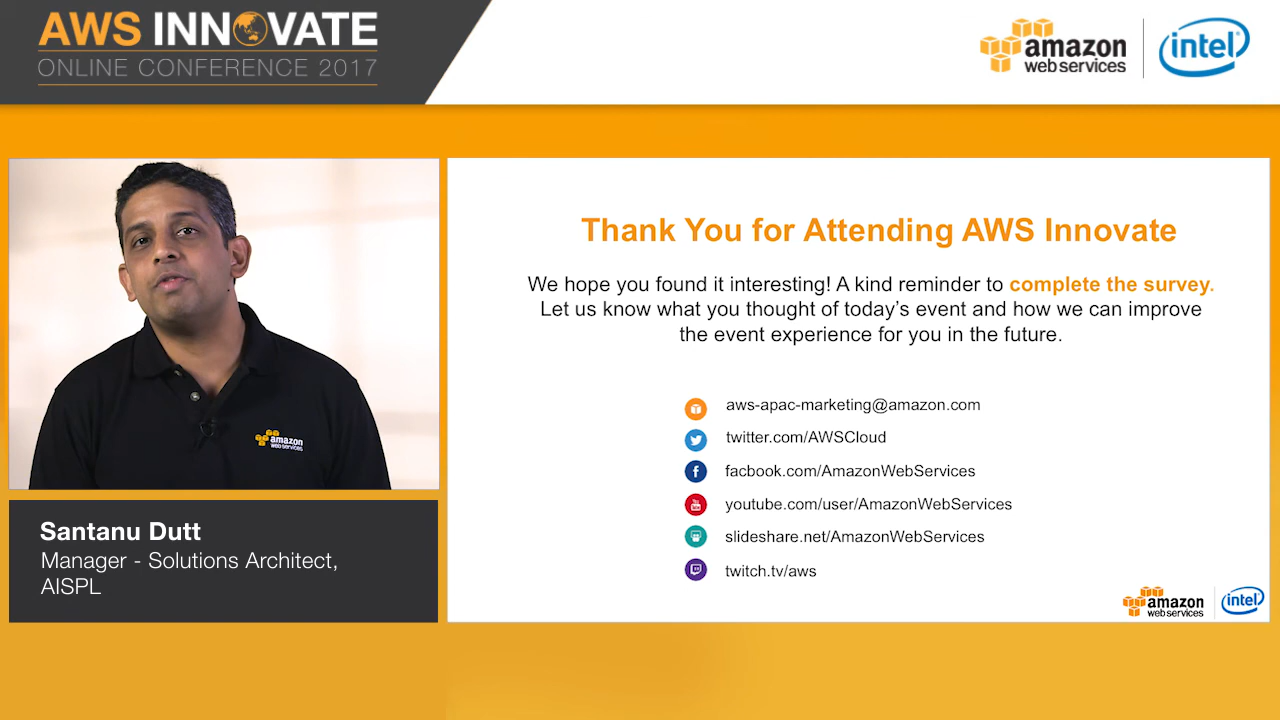 AWS INNOVATE
ONLINE CONFERENCE 2017
amazon
web services
intel
Thank You for Attending AWS Innovate
We hope you found it interesting! A kind reminder to complete the survey.
Let us know what you thought of today's event and how we can improve
the event experience for you in the future.
aws-apac-marketing@amazon.com
twitter.com/AWSCloud
facbook.com/AmazonWebServices
youtube.com/user/AmazonWebServices
slideshare.net/AmazonWebServices
twitch.tv/aws
amazon
web services
intel
amazon
web services
Santanu Dutt
Manager - Solutions Architect,
AISPL